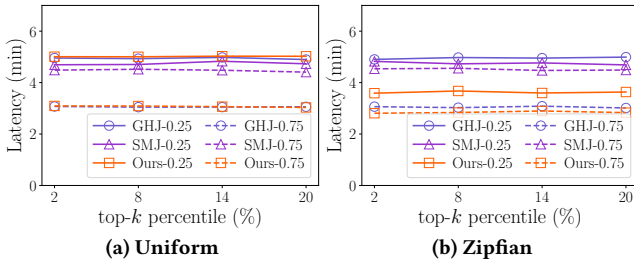 6
4
2
0
Latency (min)
GHJ-0.25
GHJ-0.75
SMJ-0.25
SMJ-0.75
Ours-0.25
Ours-0.75
2
8
14
20
top-k percentile (%)
(a) Uniform
6
4
2
0
Latency (min)
GHJ-0.25
GHJ-0.75
SMJ-0.25
SMJ-0.75
Ours-0.25
Ours-0.75
2
8
14
20
top-k percentile (%)
(b) Zipfian